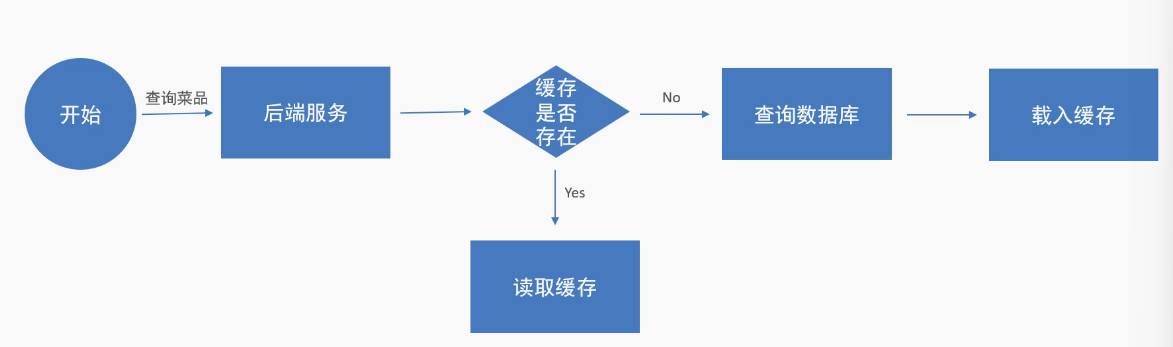 开始
查询菜品
后端服务
缓存
是否
存在
No
查询数据库
载入缓存
Yes
读取缓存